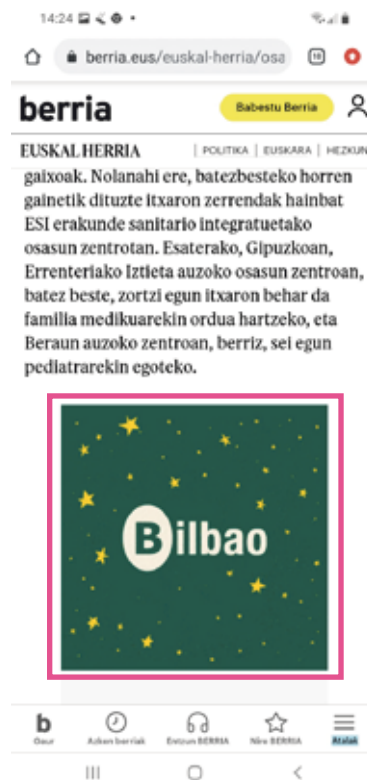 14:24
berria.eus/euskal-herria/osa
berria
Babestu Berria
EUSKAL HERRIA | POLITIKA | EUSKARA | HEZKUN
gaixoak. Nolanahi ere, batezbesteko horren
gainetik dituzte itxaron zerrendak hainbat
ESI erakunde sanitario integratuetako
osasun zentrotan. Esaterako, Gipuzkoan,
Errenteriako Iztieta auzoko osasun zentroan,
batez beste, zortzi egun itxaron behar da
familia medikuarekin ordua hartzeko, eta
Beraun auzoko zentroan, berriz, sei egun
pediatrarekin egoteko.
Bilbao
b
Gaur
Azken berriak
Entzun BERRIA
Nire BERRIA
Atalak